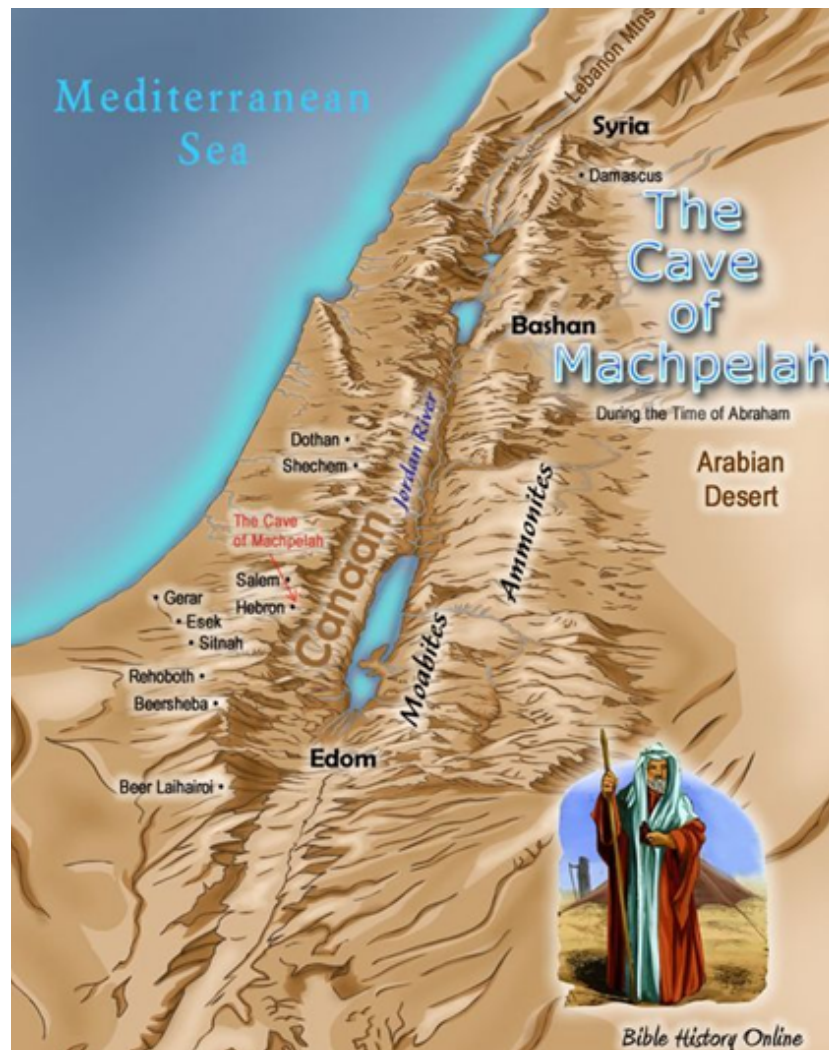 Mediterranean
Sea
Lebanon Mtns
Syria
• Damascus
The
Cave
of
Machpelah
During the Time of Abraham
Bashan
Arabian
Desert
Jordan River
Dothan •
Shechem •
Canaan
Ammonites
The Cave
of Machpelah
Salem •
Hebron •
• Gerar
• Esek
• Sitnah
Moabites
Rehoboth •
Beersheba •
Edom
Beer Laihairoi •
Bible History Online